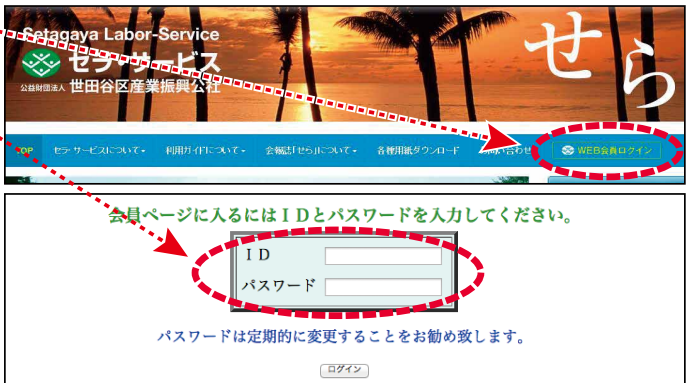 Setagaya Labor-Service
セラ・サービス
公益財団法人 世田谷区産業振興公社
せら
TOP セラ・サービスについて 利用ガイドについて 会報誌「せら」について 各種用紙ダウンロード お問い合わせ WEB会員ログイン
会員ページに入るにはＩＤとパスワードを入力してください。
ＩＤ
パスワード
パスワードは定期的に変更することをお勧め致します。
ログイン